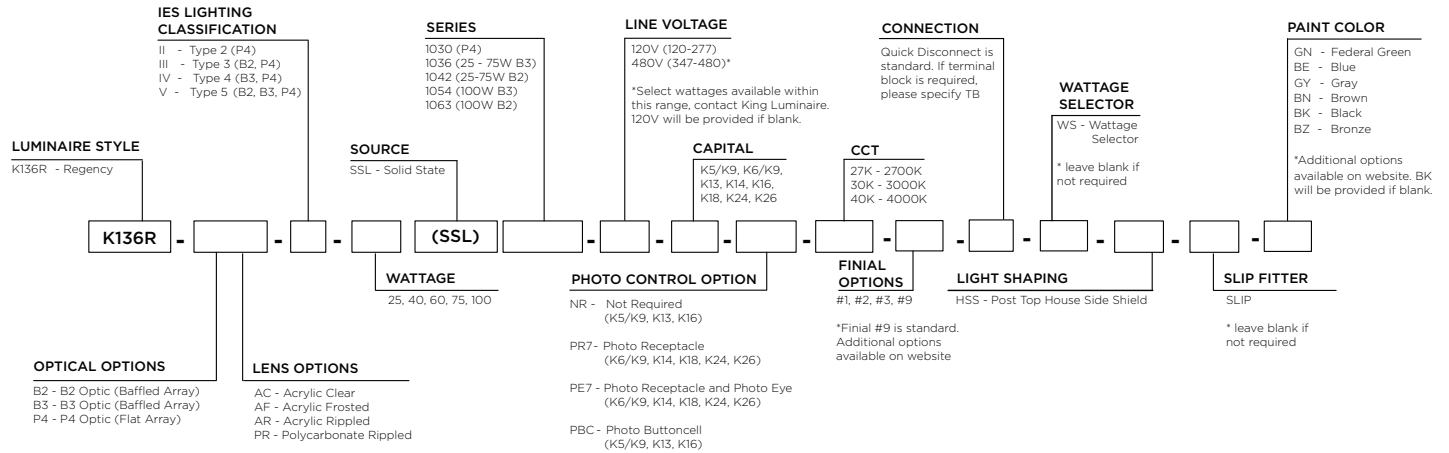 IES LIGHTING
CLASSIFICATION
II - Type 2 (P4)
III - Type 3 (B2, P4)
IV - Type 4 (B3, P4)
V - Type 5 (B2, B3, P4)
SERIES
1030 (P4)
1036 (25 - 75W B3)
1042 (25-75W B2)
1054 (100W B3)
1063 (100W B2)
LINE VOLTAGE
120V (120-277)
480V (347-480)*
*Select wattages available within
this range, contact King Luminaire.
120V will be provided if blank.
CONNECTION
Quick Disconnect is
standard. If terminal
block is required,
please specify TB
PAINT COLOR
GN - Federal Green
BE - Blue
GY - Gray
BN - Brown
BK - Black
BZ - Bronze
*Additional options
available on website. BK
will be provided if blank.
WATTAGE
SELECTOR
WS - Wattage
Selector
* leave blank if
not required
LUMINAIRE STYLE
K136R - Regency
SOURCE
SSL - Solid State
CAPITAL
K5/K9, K6/K9,
K13, K14, K16,
K18, K24, K26
CCT
27K - 2700K
30K - 3000K
40K - 4000K
K136R - - - (SSL) - - - - - - - - - -
WATTAGE
25, 40, 60, 75, 100
PHOTO CONTROL OPTION
NR - Not Required
(K5/K9, K13, K16)
PR7- Photo Receptacle
(K6/K9, K14, K18, K24, K26)
PE7 - Photo Receptacle and Photo Eye
(K6/K9, K14, K18, K24, K26)
PBC - Photo Buttoncell
(K5/K9, K13, K16)
FINIAL
OPTIONS
#1, #2, #3, #9
*Finial #9 is standard.
Additional options
available on website
LIGHT SHAPING
HSS - Post Top House Side Shield
SLIP FITTER
SLIP
* leave blank if
not required
OPTICAL OPTIONS
B2 - B2 Optic (Baffled Array)
B3 - B3 Optic (Baffled Array)
P4 - P4 Optic (Flat Array)
LENS OPTIONS
AC - Acrylic Clear
AF - Acrylic Frosted
AR - Acrylic Rippled
PR - Polycarbonate Rippled